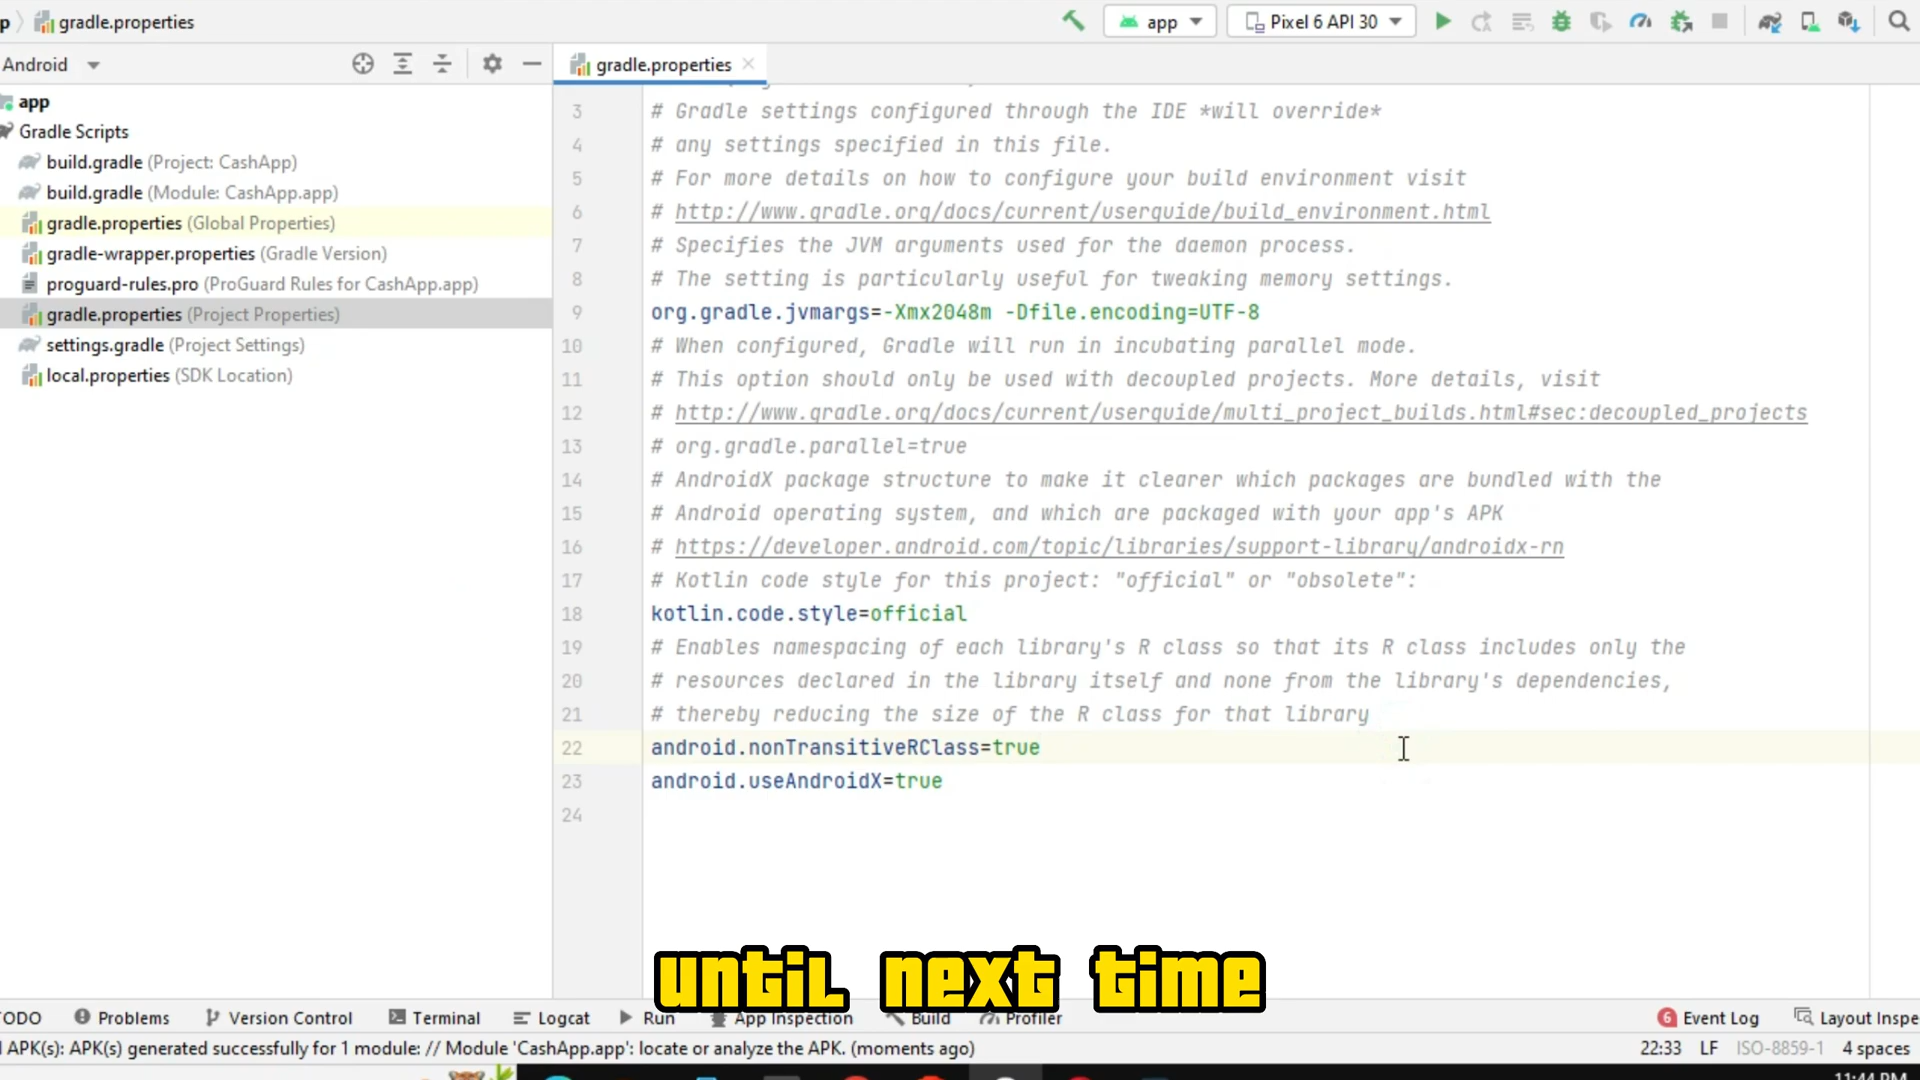 p
gradle.properties
app
Pixel 6 API 30
Android
gradle.properties
app
Gradle Scripts
build.gradle (Project: CashApp)
build.gradle (Module: CashApp.app)
gradle.properties (Global Properties)
gradle-wrapper.properties (Gradle Version)
proguard-rules.pro (ProGuard Rules for CashApp.app)
gradle.properties (Project Properties)
settings.gradle (Project Settings)
local.properties (SDK Location)
3 # Gradle settings configured through the IDE *will override*
4 # any settings specified in this file.
5 # For more details on how to configure your build environment visit
6 # http://www.gradle.org/docs/current/userguide/build_environment.html
7 # Specifies the JVM arguments used for the daemon process.
8 # The setting is particularly useful for tweaking memory settings.
9 org.gradle.jvmargs=-Xmx2048m -Dfile.encoding=UTF-8
10 # When configured, Gradle will run in incubating parallel mode.
11 # This option should only be used with decoupled projects. More details, visit
12 # http://www.gradle.org/docs/current/userguide/multi_project_builds.html#sec:decoupled_projects
13 # org.gradle.parallel=true
14 # AndroidX package structure to make it clearer which packages are bundled with the
15 # Android operating system, and which are packaged with your app's APK
16 # https://developer.android.com/topic/libraries/support-library/androidx-rn
17 # Kotlin code style for this project: "official" or "obsolete":
18 kotlin.code.style=official
19 # Enables namespacing of each library's R class so that its R class includes only the
20 # resources declared in the library itself and none from the library's dependencies,
21 # thereby reducing the size of the R class for that library
22 android.nonTransitiveRClass=true
23 android.useAndroidX=true
24
until next time
ODO Problems Version Control Terminal Logcat Run App Inspection Build Profiler 6 Event Log Layout Inspe
APK(s): APK(s) generated successfully for 1 module: // Module 'CashApp.app': locate or analyze the APK. (moments ago) 22:33 LF ISO-8859-1 4 spaces
11:44 PM